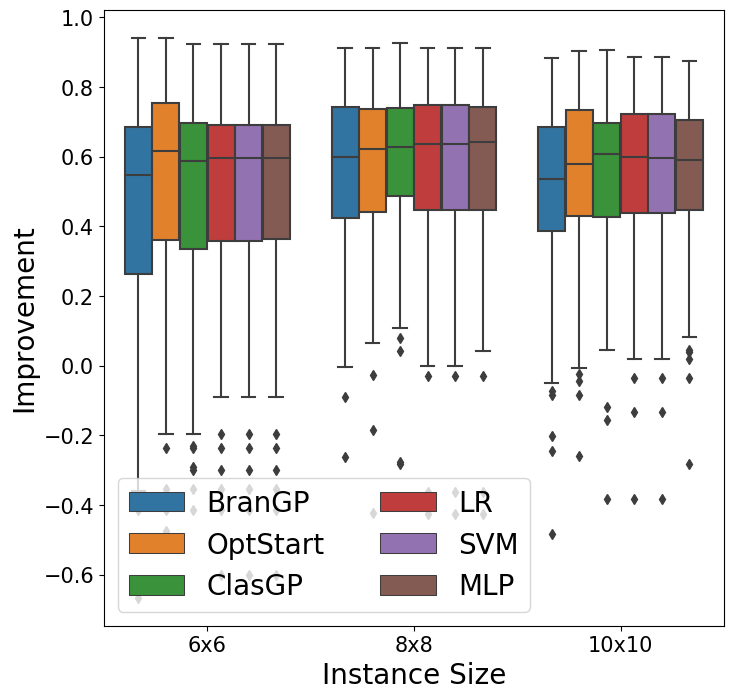 1.0
0.8
0.6
0.4
0.2
0.0
−0.2
−0.4
−0.6
Improvement
BranGP LR
OptStart SVM
ClasGP MLP
6x6 8x8 10x10
Instance Size